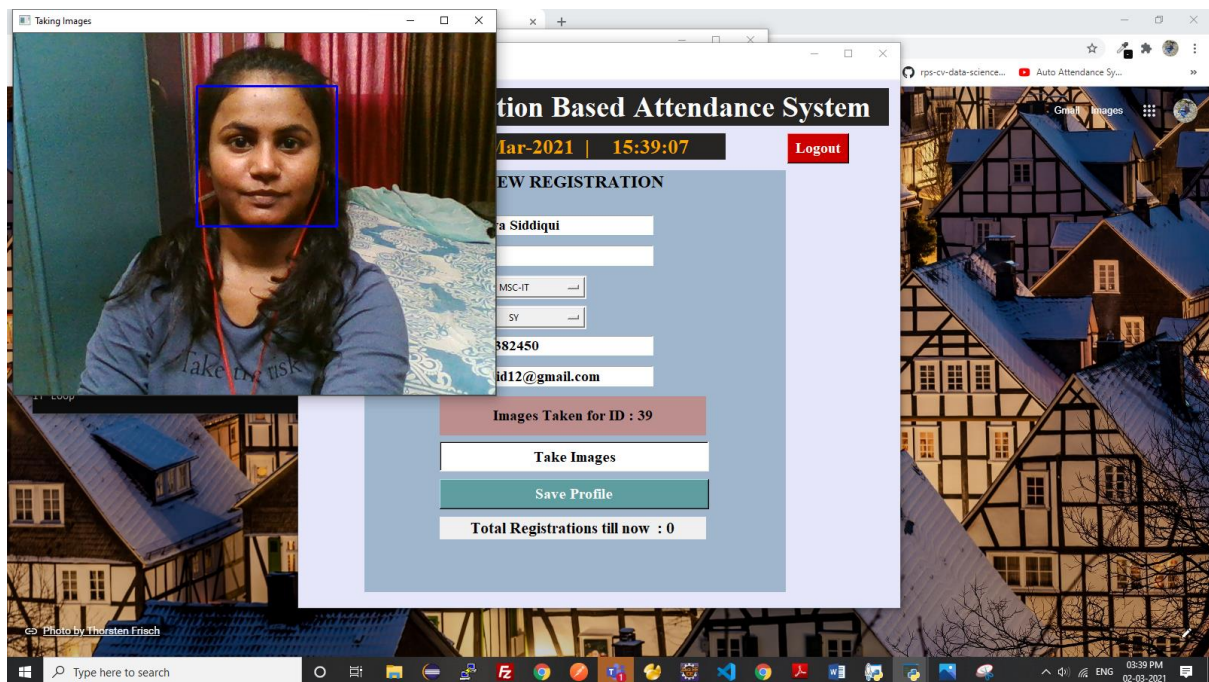 Taking Images
rps-cv-data-science...
Auto Attendance Sy...
»
Gmail Images
tion Based Attendance System
Mar-2021 | 15:39:07
Logout
EW REGISTRATION
a Siddiqui
MSC-IT
SY
382450
id12@gmail.com
Take the risk
Images Taken for ID : 39
Take Images
Save Profile
Total Registrations till now : 0
Photo by Thorsten Frisch
Type here to search
ENG
03:39 PM
02-03-2021